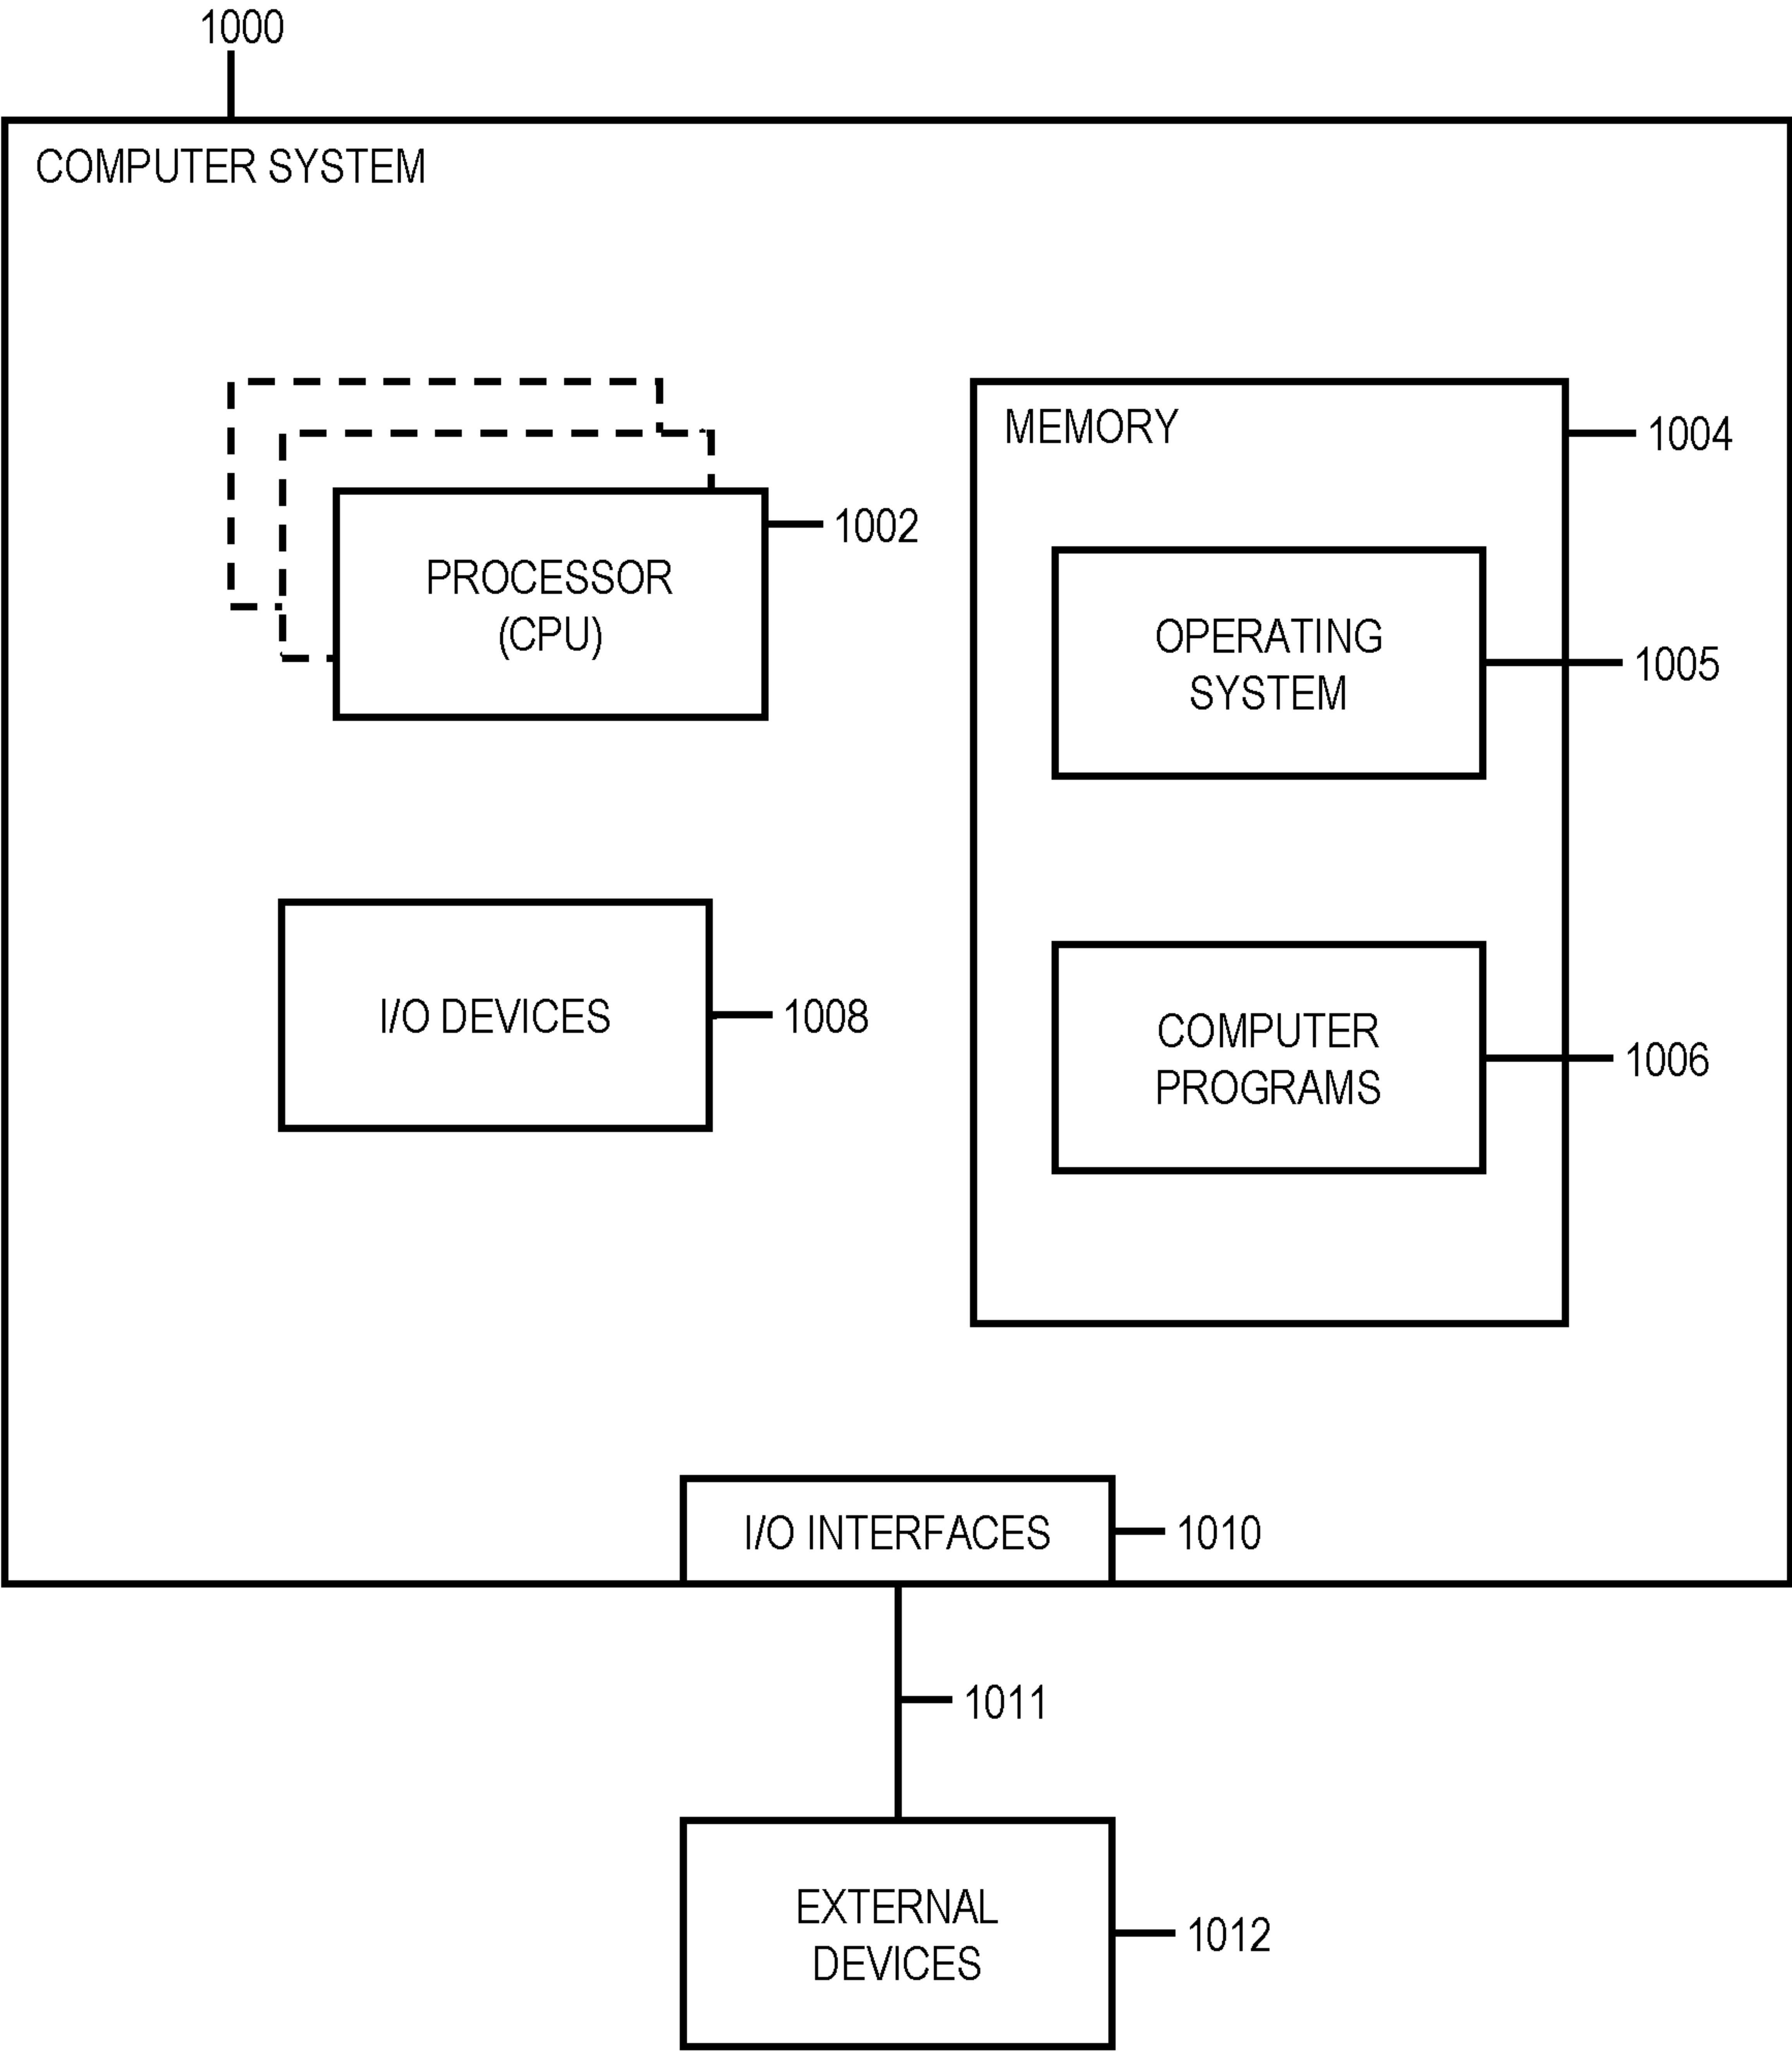 1000
COMPUTER SYSTEM
MEMORY
1004
1002
PROCESSOR
(CPU)
OPERATING
SYSTEM
1005
I/O DEVICES
1008
COMPUTER
PROGRAMS
1006
I/O INTERFACES
1010
1011
EXTERNAL
DEVICES
1012